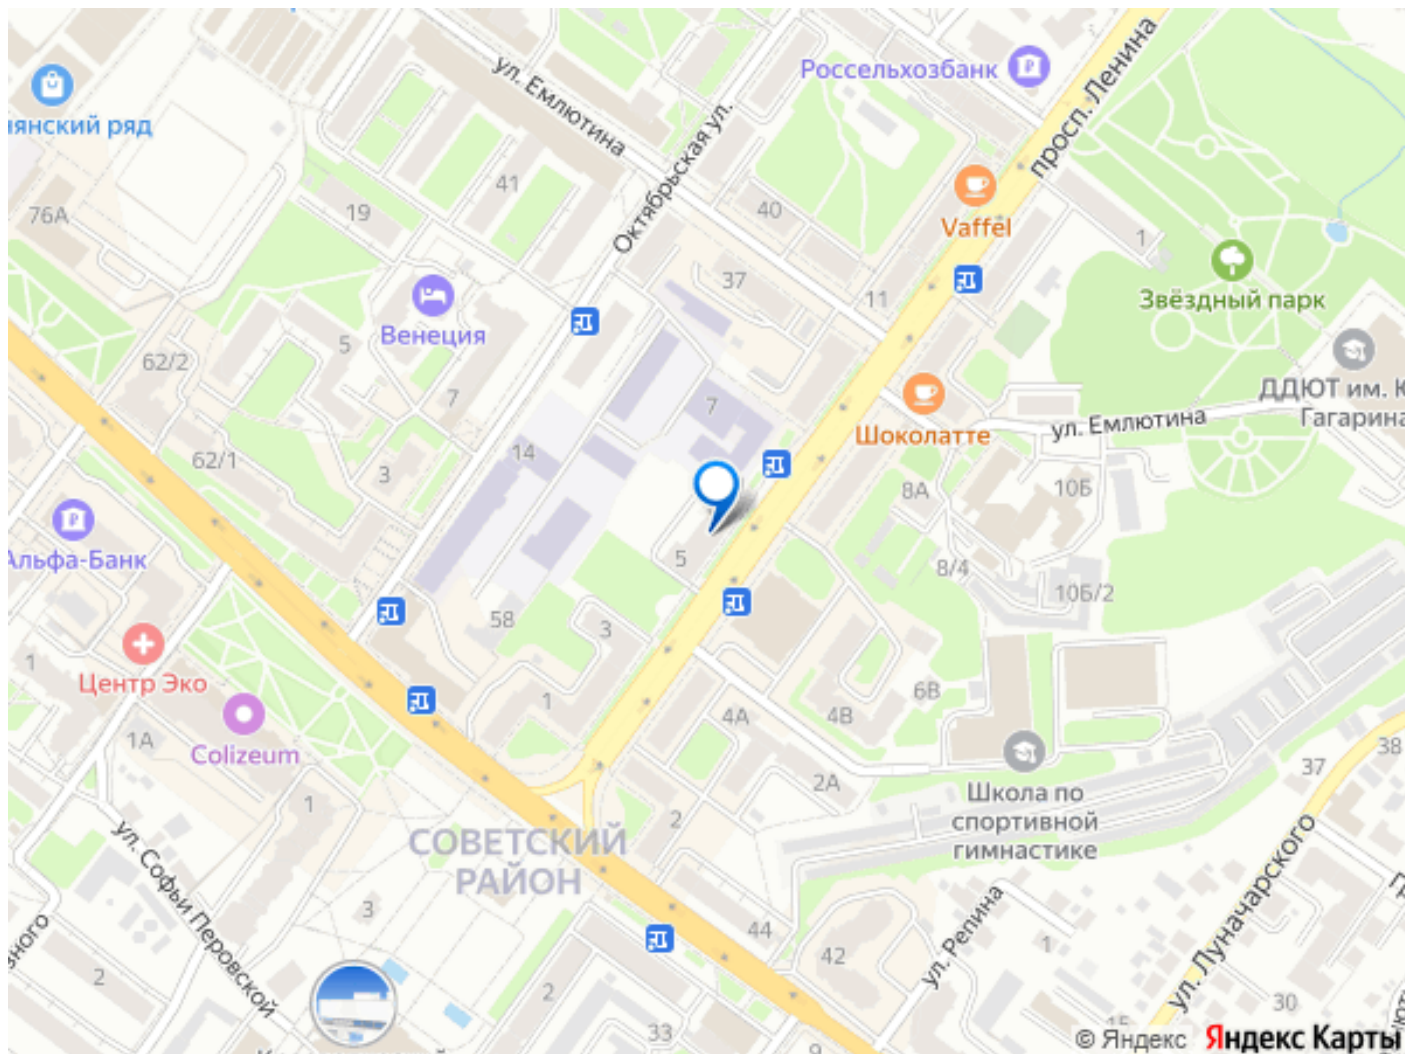 Россельхозбанк
просп. Ленина
ул. Емлютина
Октябрьская ул.
янский ряд
76А
19
41
40
Vaffel
1
37
11
Звёздный парк
Венеция
5
62/2
7
7
ДДЮТ им. Ю
Гагарина
Шоколатте
ул. Емлютина
62/1
3
14
8А
10Б
Альфа-Банк
5
8/4
10Б/2
58
3
Центр Эко
1
1
6В
4А
4В
1А
Colizeum
2А
37
38
Школа по
спортивной
гимнастике
1
2
СОВЕТСКИЙ
РАЙОН
ул. Софьи Перовской
ул. Луначарского
3
44
42
ул. Репина
1
вного
2
2
30
33
15
9
© Яндекс Яндекс Карты